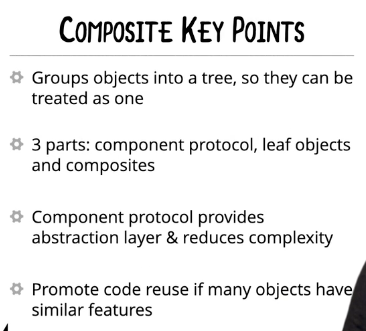 Composite Key Points
Groups objects into a tree, so they can be
treated as one
3 parts: component protocol, leaf objects
and composites
Component protocol provides
abstraction layer & reduces complexity
Promote code reuse if many objects have
similar features